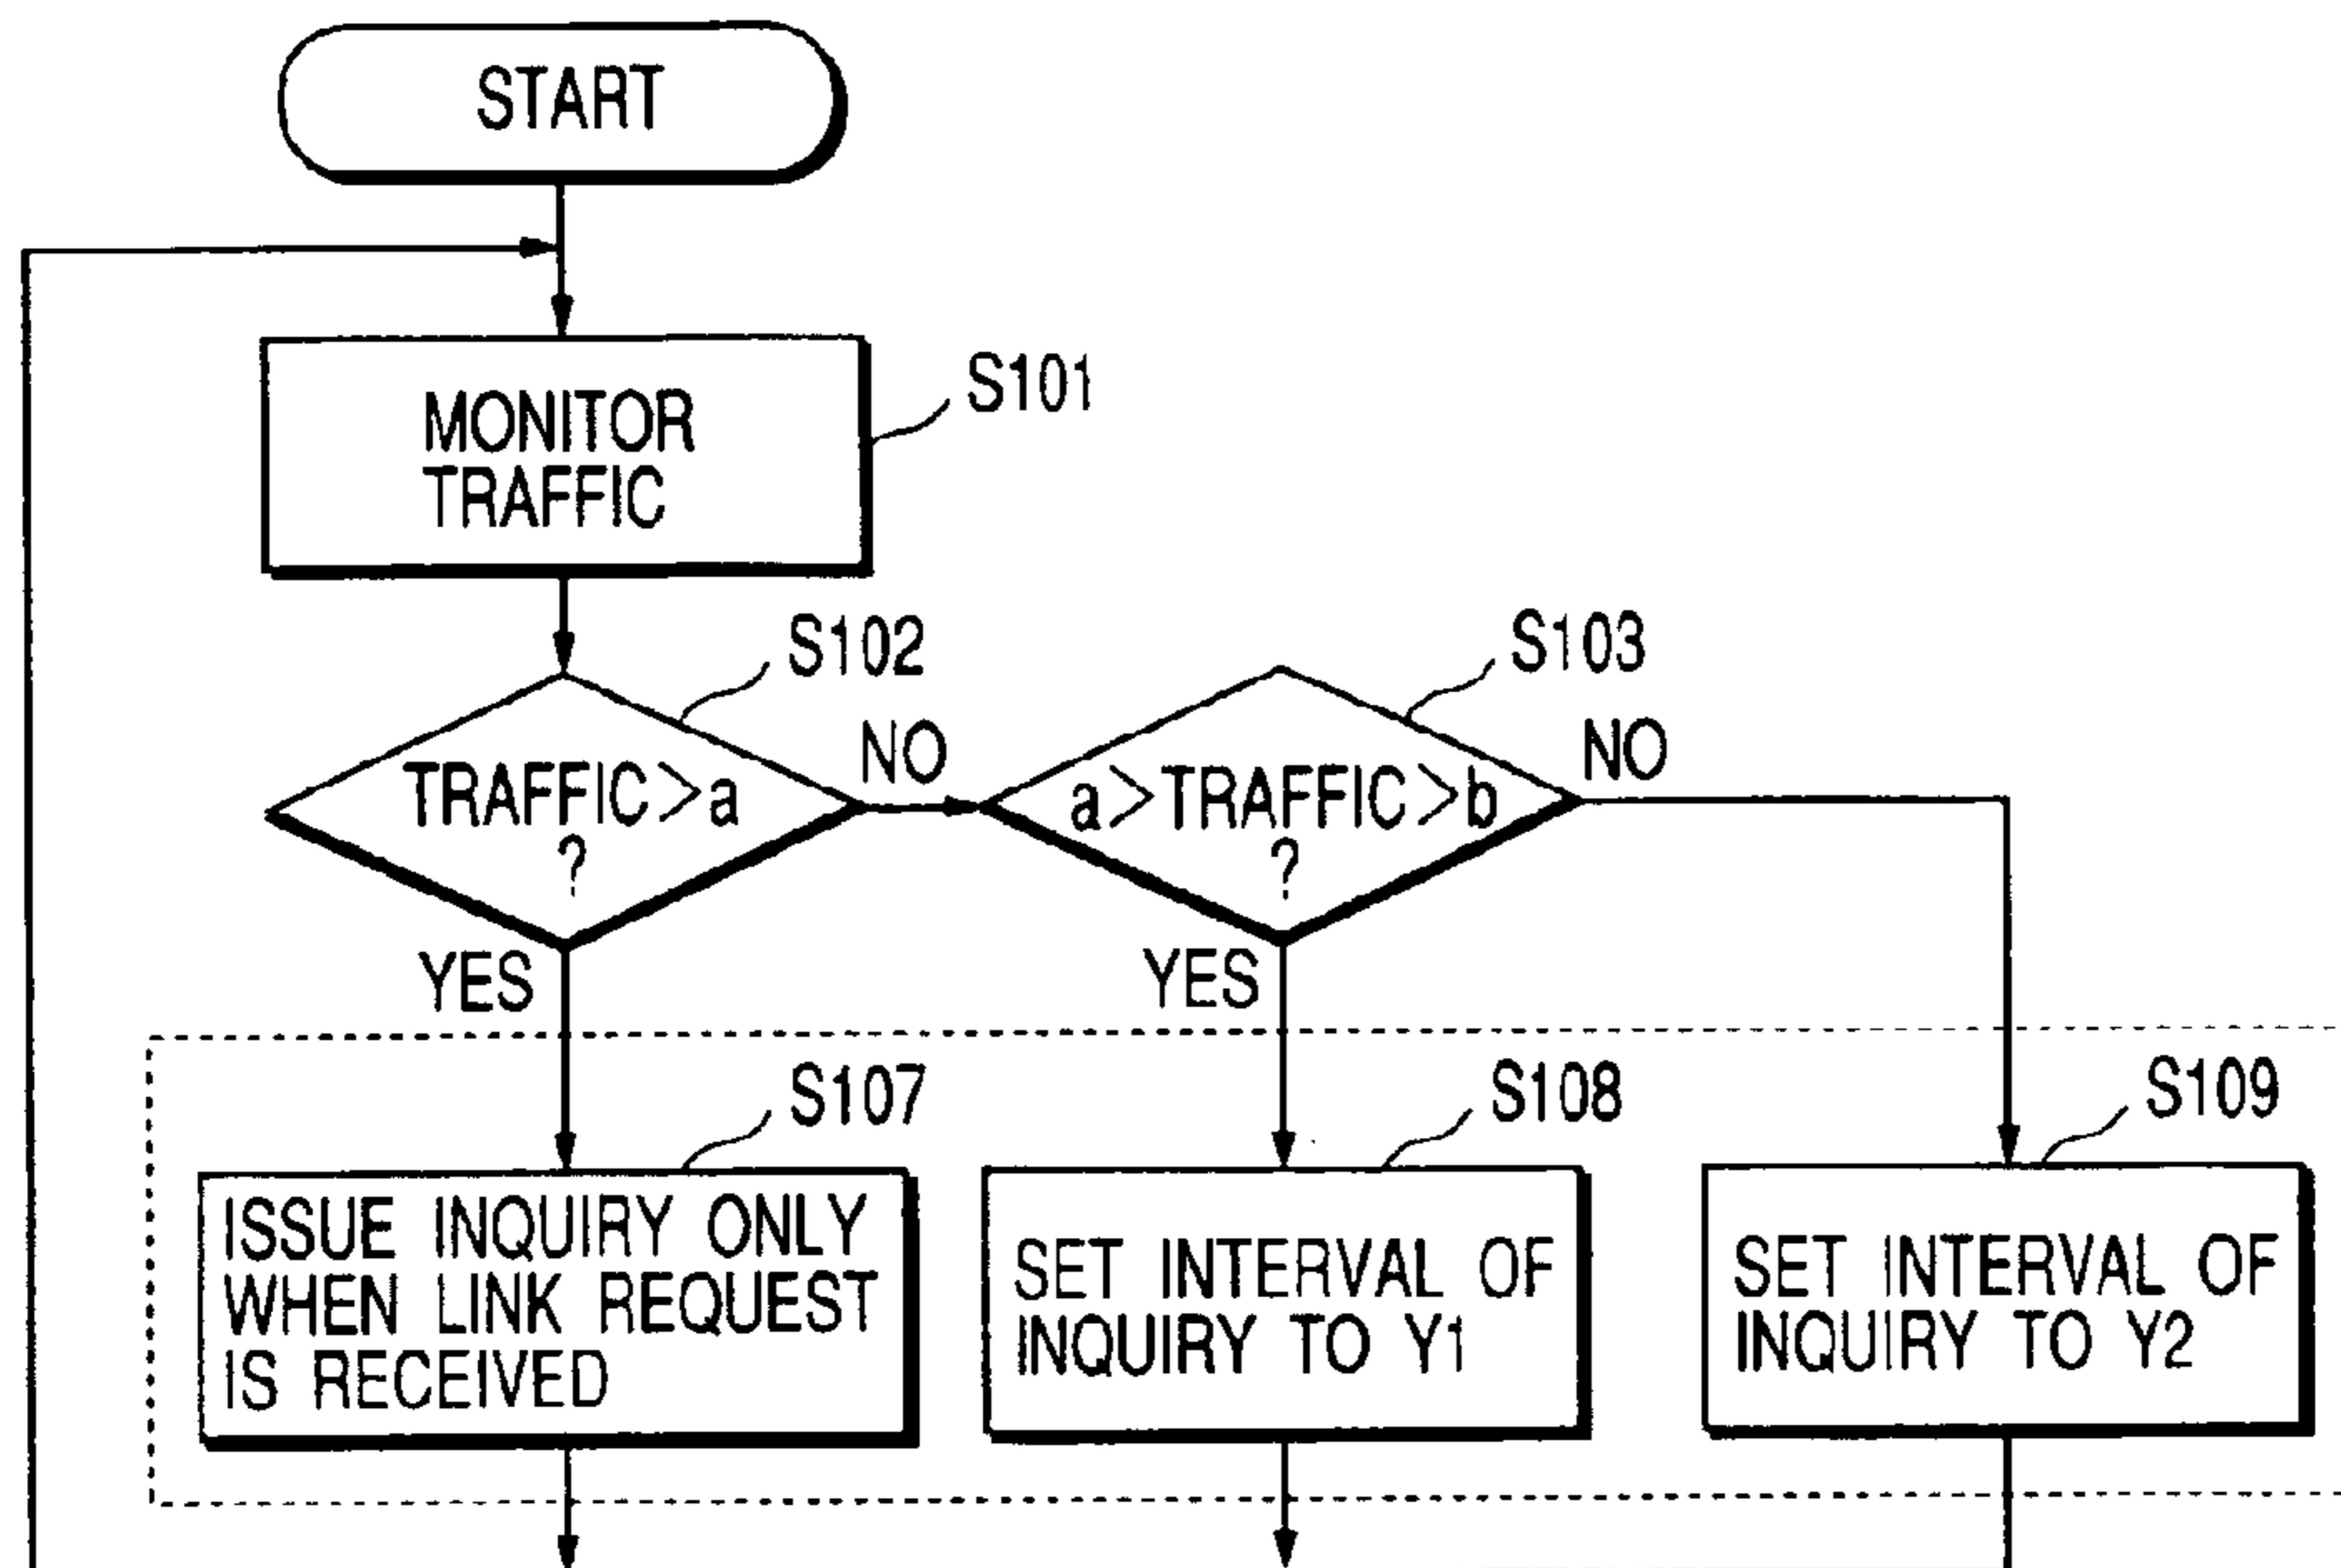 START
MONITOR
TRAFFIC
S101
S102
S103
TRAFFIC>a
?
NO
a>TRAFFIC>b
?
NO
YES
YES
S107
S108
S109
ISSUE INQUIRY ONLY
WHEN LINK REQUEST
IS RECEIVED
SET INTERVAL OF
INQUIRY TO Y1
SET INTERVAL OF
INQUIRY TO Y2